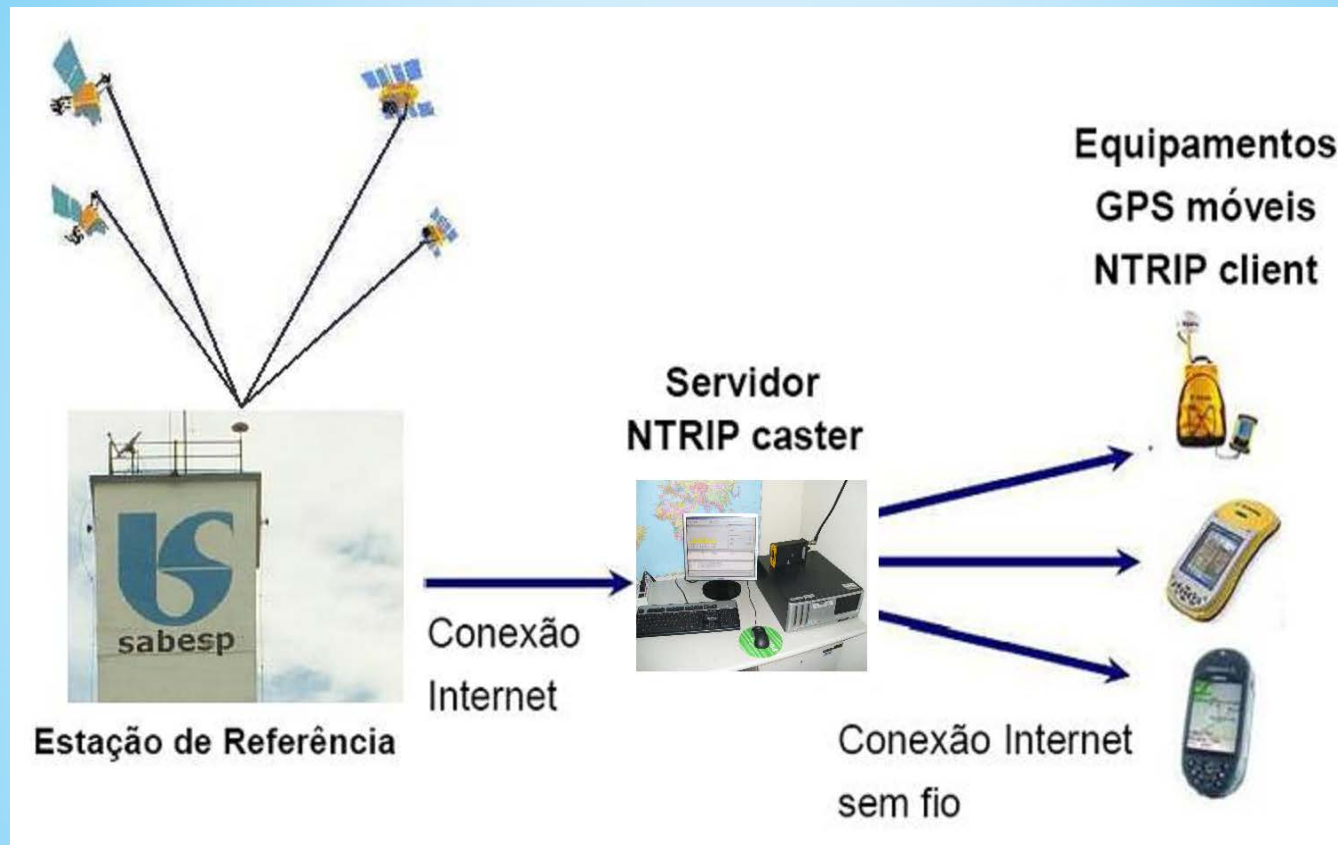 Equipamentos
GPS móveis
NTRIP client
Servidor
NTRIP caster
sabesp
Conexão
Internet
Estação de Referência
Conexão Internet
sem fio